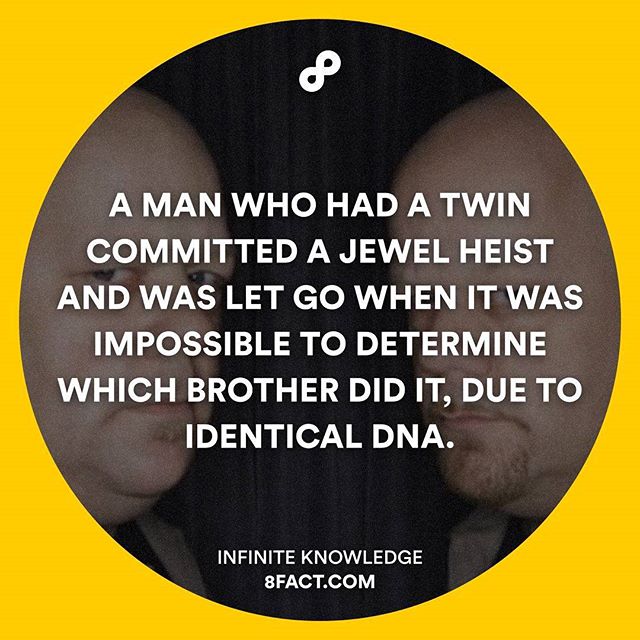 A MAN WHO HAD A TWIN
COMMITTED A JEWEL HEIST
AND WAS LET GO WHEN IT WAS
IMPOSSIBLE TO DETERMINE
WHICH BROTHER DID IT, DUE TO
IDENTICAL DNA.
INFINITE KNOWLEDGE
8FACT.COM